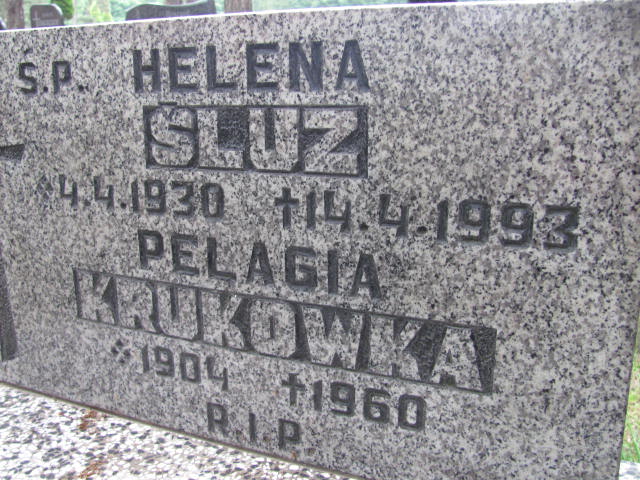 Ś.P. HELENA
ŚLUZ
*4.4.1930 †14.4.1993
PELAGIA
KRUKOWKA
*1904 †1960
R.I.P.